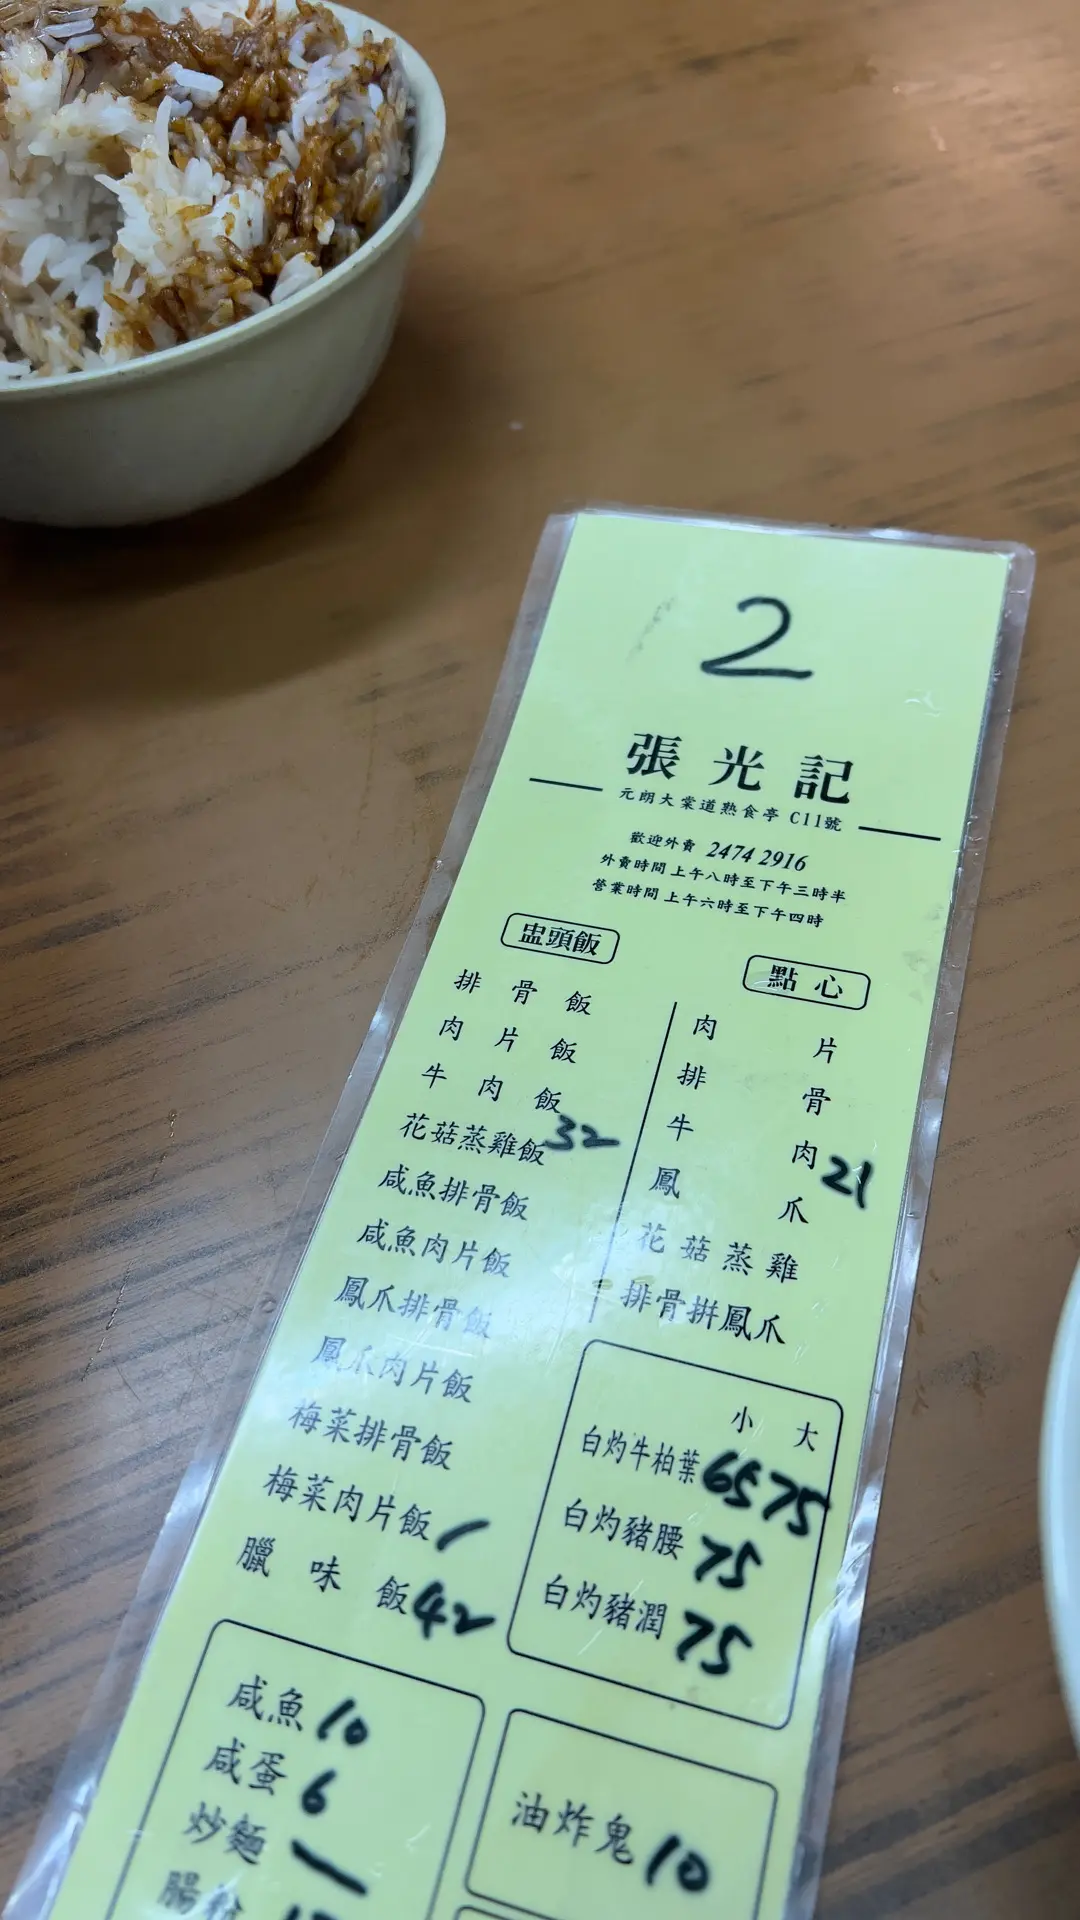 2
張光記
元朗大棠道熟食亭 C11號
歡迎外賣 2474 2916
外賣時間上午八時至下午三時半
營業時間上午六時至下午四時
盅頭飯
排骨飯
肉片飯
牛肉飯
花菇蒸雞飯 32
咸魚排骨飯
咸魚肉片飯
鳳爪排骨飯
鳳爪肉片飯
梅菜排骨飯
梅菜肉片飯
臘味飯 42
點心
肉片
排骨
牛肉 21
鳳爪
花菇蒸雞
排骨拼鳳爪
小 大
白灼牛柏葉 65 75
白灼豬腰 75
白灼豬潤 75
咸魚 10
咸蛋 6
炒麵
腸
油炸鬼 10